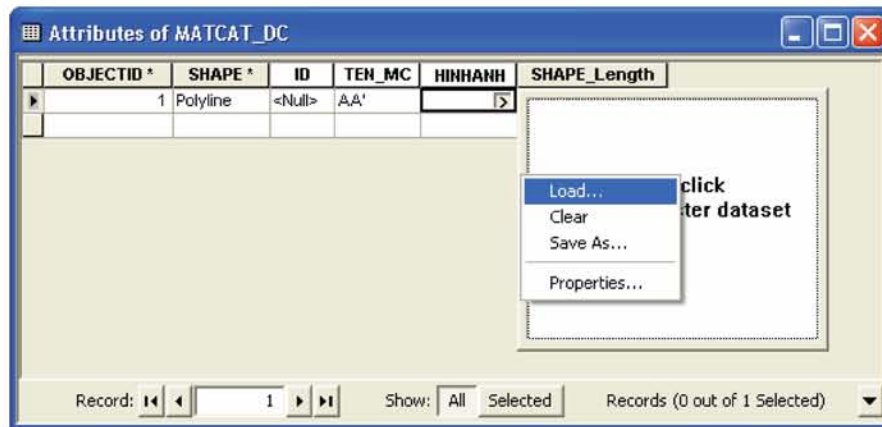 Attributes of MATCAT_DC
OBJECTID * SHAPE * ID TEN_MC HINHANH SHAPE_Length
1 Polyline <Null> AA'
click
ter dataset
Load...
Clear
Save As...
Properties...
Record: 1 Show: All Selected Records (0 out of 1 Selected)